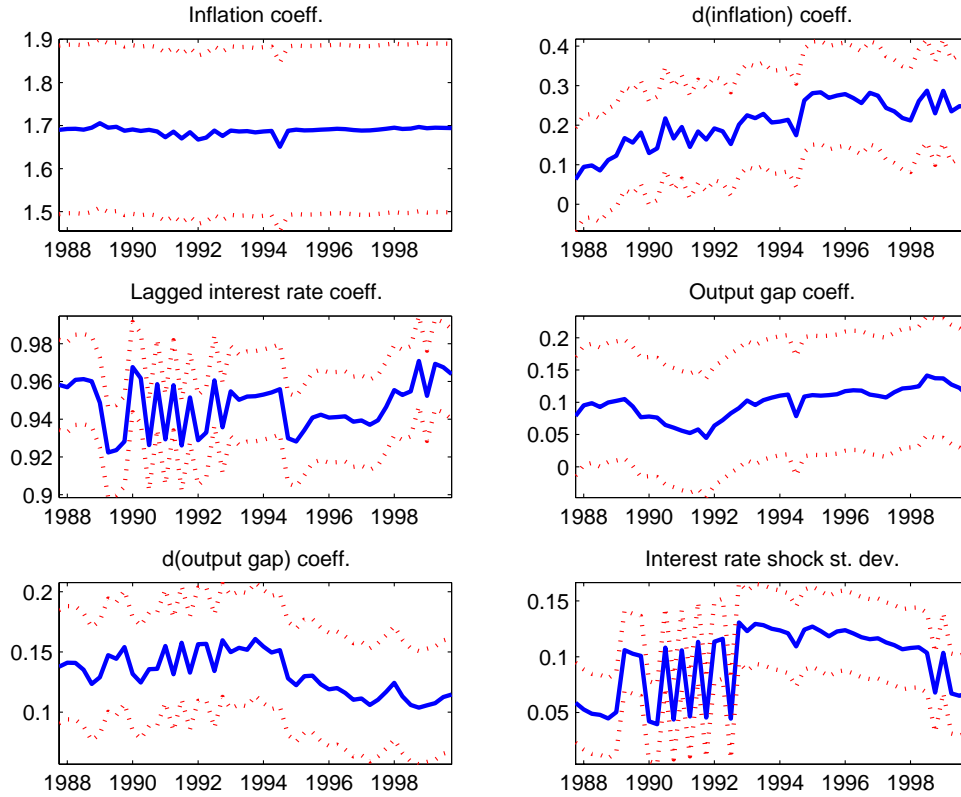 Inflation coeff.
1.9
1.8
1.7
1.6
1.5
1988 1990 1992 1994 1996 1998
d(inflation) coeff.
0.4
0.3
0.2
0.1
0
1988 1990 1992 1994 1996 1998
Lagged interest rate coeff.
0.98
0.96
0.94
0.92
0.9
1988 1990 1992 1994 1996 1998
Output gap coeff.
0.2
0.15
0.1
0.05
0
1988 1990 1992 1994 1996 1998
d(output gap) coeff.
0.2
0.15
0.1
1988 1990 1992 1994 1996 1998
Interest rate shock st. dev.
0.15
0.1
0.05
1988 1990 1992 1994 1996 1998